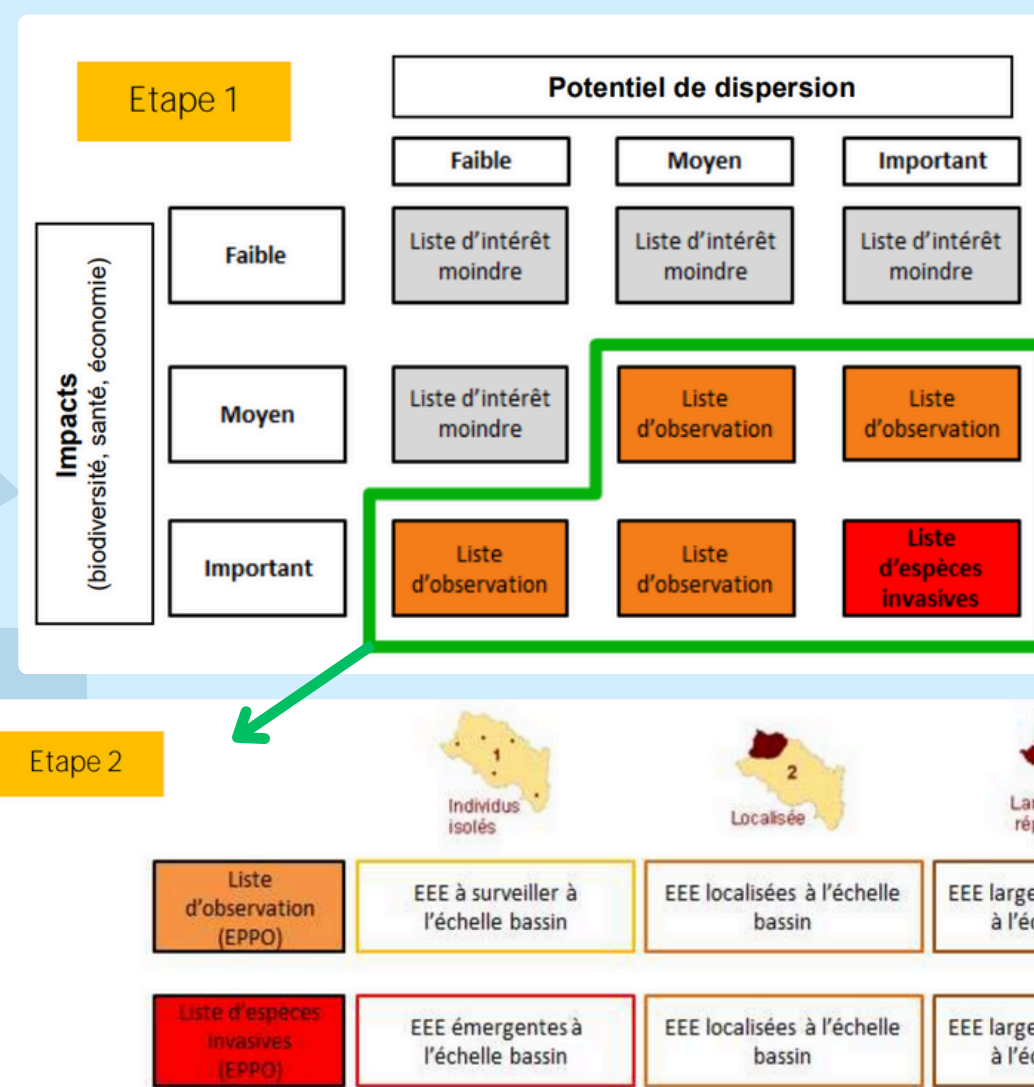 Etape 1
Potentiel de dispersion
Faible
Moyen
Important
Impacts
(biodiversité, santé, économie)
Faible
Liste d'intérêt
moindre
Liste d'intérêt
moindre
Liste d'intérêt
moindre
Moyen
Liste d'intérêt
moindre
Liste
d'observation
Liste
d'observation
Important
Liste
d'observation
Liste
d'observation
Liste
d'espèces
invasives
Etape 2
1
Individus
isolés
2
Localisée
Liste
d'observation
(EPPO)
EEE à surveiller à
l'échelle bassin
EEE localisées à l'échelle
bassin
EEE
à
Liste d'espèces
invasives
(EPPO)
EEE émergentes à
l'échelle bassin
EEE localisées à l'échelle
bassin
EEE
à